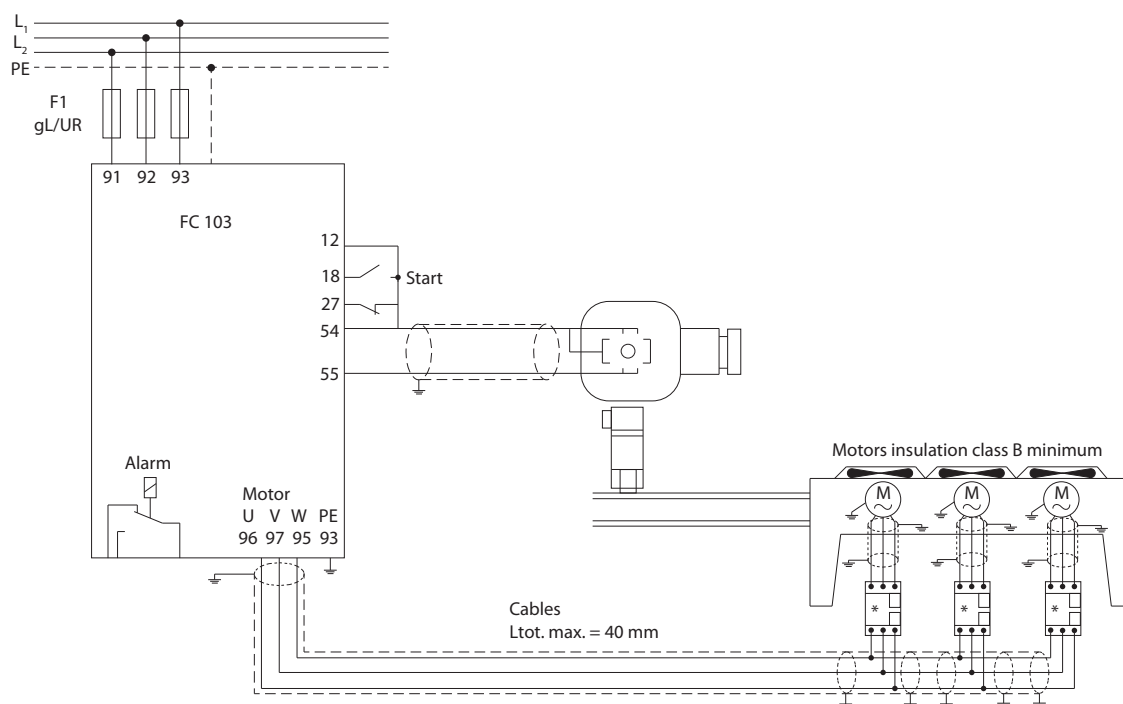 L1
L2
PE
F1
gL/UR
91 92 93
FC 103
12
18 Start
27
54
55
Alarm
Motor
U V W PE
96 97 95 93
Motors insulation class B minimum
M M M
* * *
Cables
Ltot. max. = 40 mm